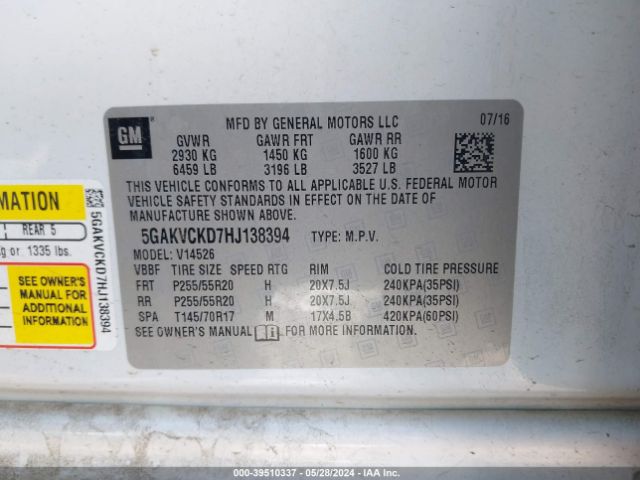 GM
MFD BY GENERAL MOTORS LLC
07/16
GVWR GAWR FRT GAWR RR
2930 KG 1450 KG 1600 KG
6459 LB 3196 LB 3527 LB
THIS VEHICLE CONFORMS TO ALL APPLICABLE U.S. FEDERAL MOTOR
VEHICLE SAFETY STANDARDS IN EFFECT ON THE DATE OF
MANUFACTURE SHOWN ABOVE.
5GAKVCKD7HJ138394 TYPE: M.P.V.
MODEL: V14526
VBBF TIRE SIZE SPEED RTG RIM COLD TIRE PRESSURE
FRT P255/55R20 H 20X7.5J 240KPA(35PSI)
RR P255/55R20 H 20X7.5J 240KPA(35PSI)
SPA T145/70R17 M 17X4.5B 420KPA(60PSI)
SEE OWNER'S MANUAL FOR MORE INFORMATION.
MATION
REAR 5
g or 1335 lbs.
SEE OWNER'S
MANUAL FOR
ADDITIONAL
INFORMATION
5GAKVCKD7HJ138394
000-39510337 - 05/28/2024 - IAA Inc.